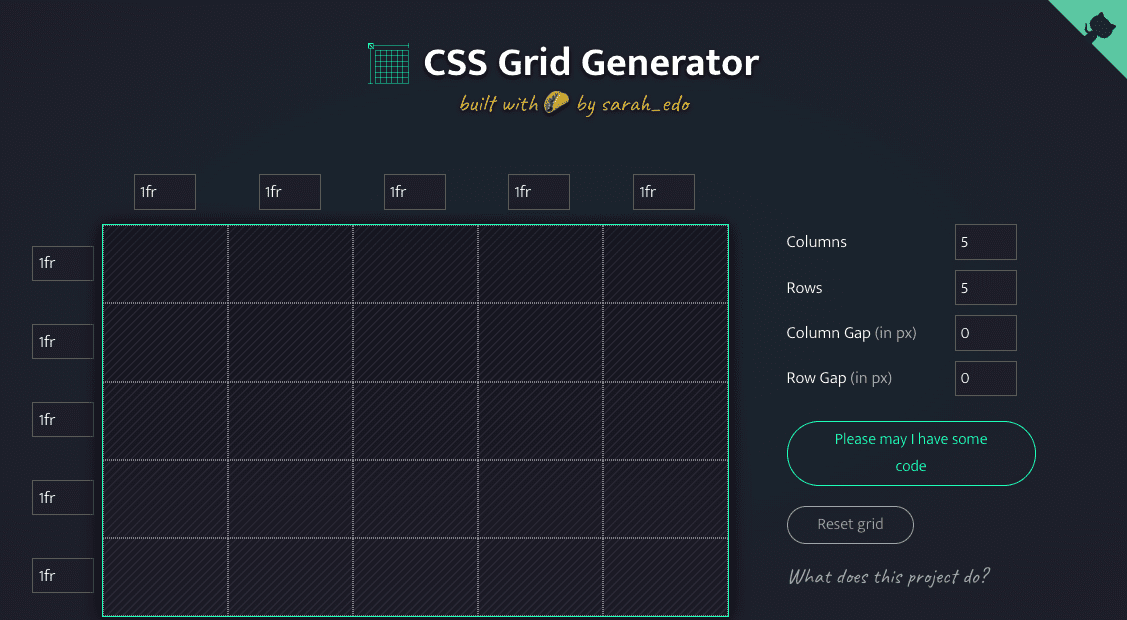 CSS Grid Generator
built with 🌮 by sarah_edo
1fr 1fr 1fr 1fr 1fr
1fr
1fr
1fr
1fr
1fr
Columns 5
Rows 5
Column Gap (in px) 0
Row Gap (in px) 0
Please may I have some
code
Reset grid
What does this project do?